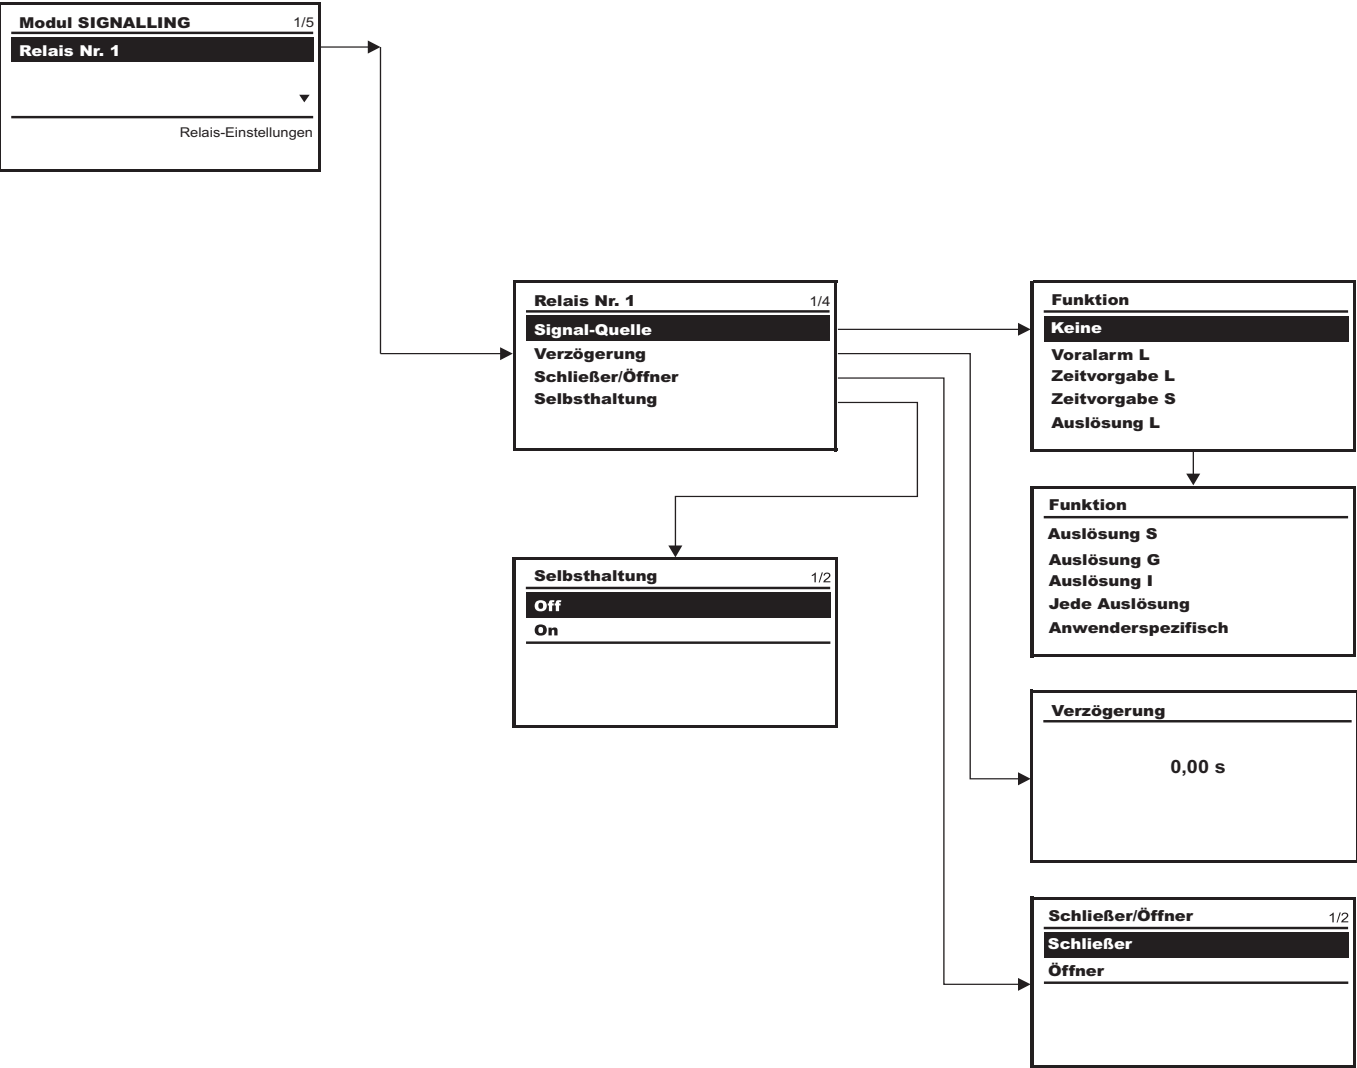 Modul SIGNALLING 1/5
Relais Nr. 1
Relais-Einstellungen
Relais Nr. 1 1/4
Signal-Quelle
Verzögerung
Schließer/Öffner
Selbsthaltung
Funktion
Keine
Voralarm L
Zeitvorgabe L
Zeitvorgabe S
Auslösung L
Funktion
Auslösung S
Auslösung G
Auslösung I
Jede Auslösung
Anwenderspezifisch
Selbsthaltung 1/2
Off
On
Verzögerung
0,00 s
Schließer/Öffner 1/2
Schließer
Öffner